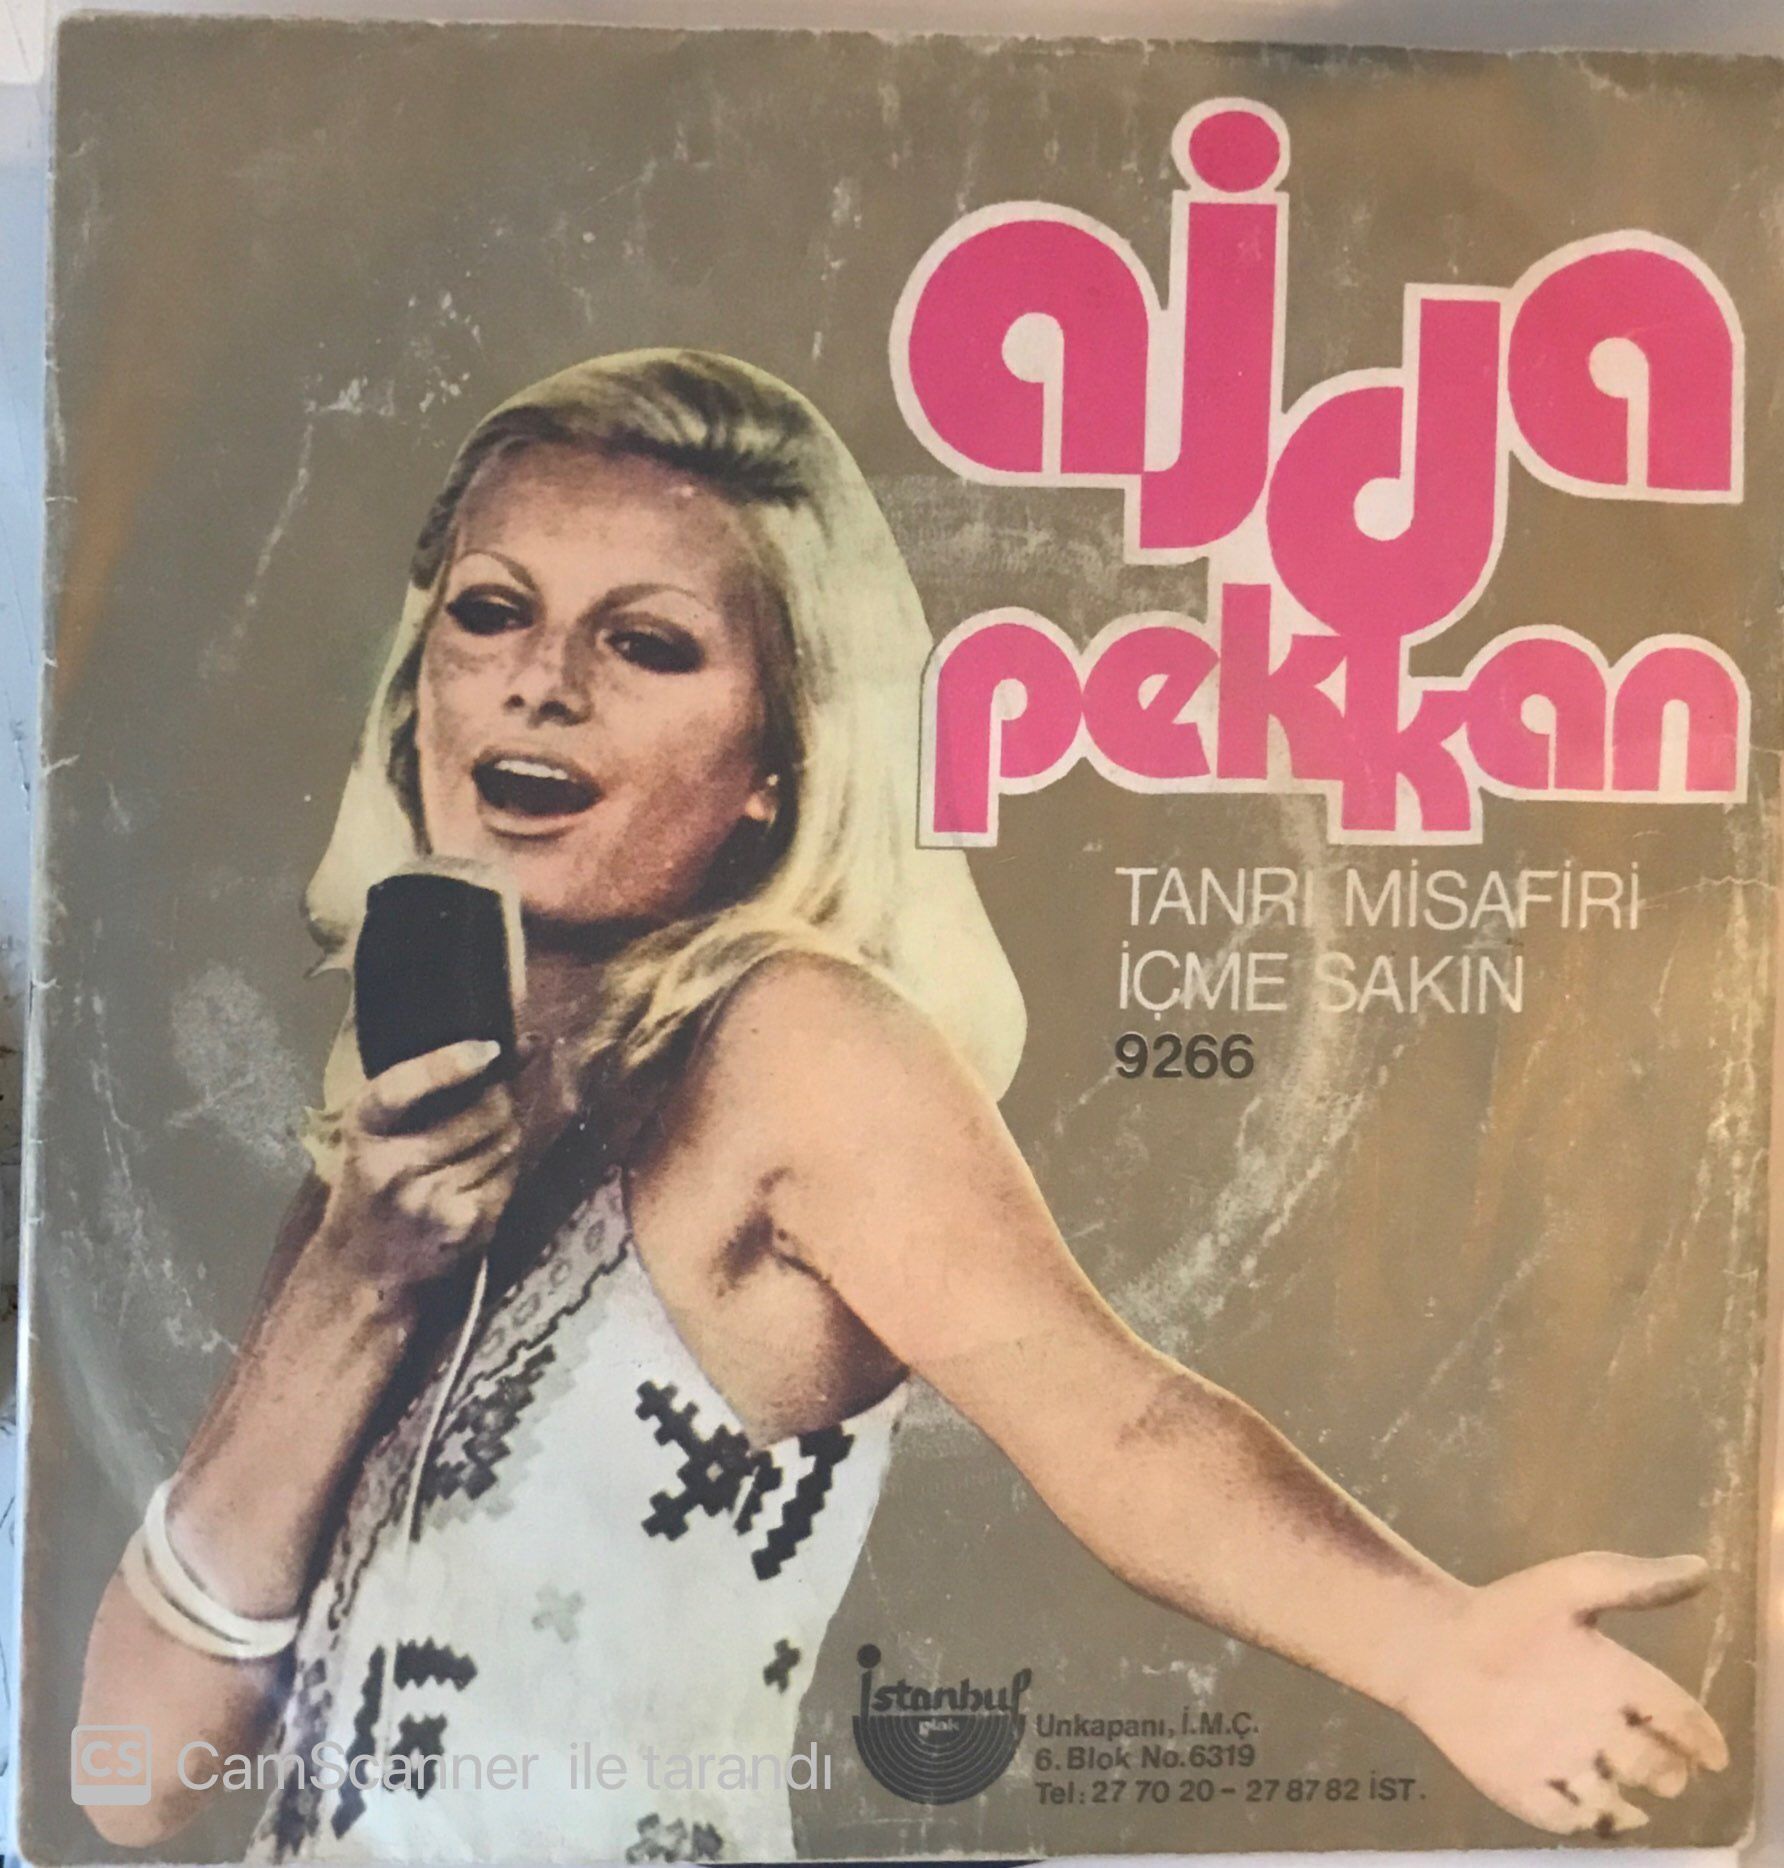 ajda
pekkan
TANRI MİSAFİRİ
İÇME SAKIN
9266
istanbul
plak
Unkapanı, İ.M.Ç.
6. Blok No.6319
Tel: 27 70 20 - 27 87 82 İST.
CS CamScanner ile tarandı